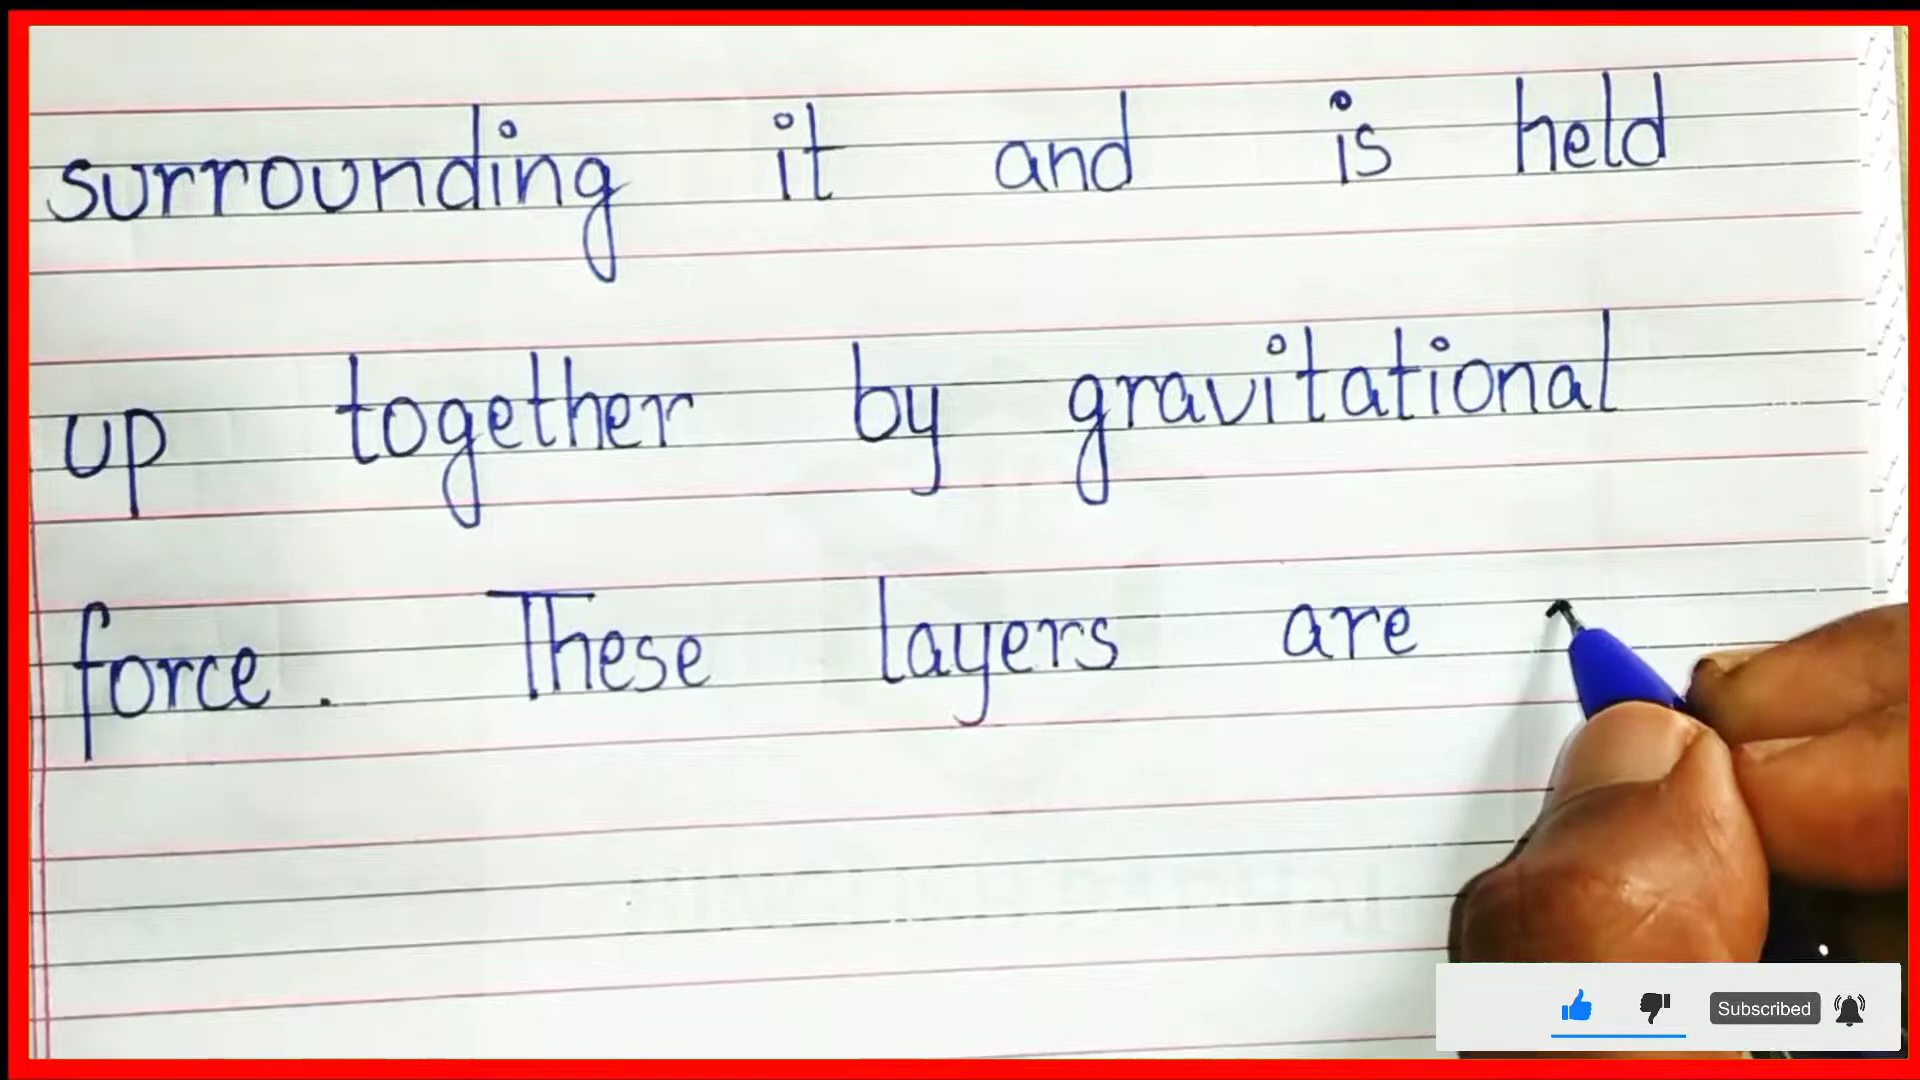 surrounding it and is held
up together by gravitational
force. These layers are
Subscribed